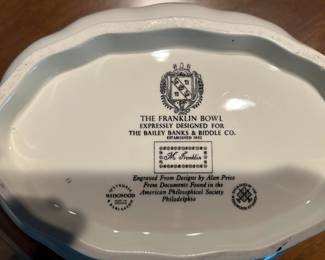 THE FRANKLIN BOWL
EXPRESSLY DESIGNED FOR
THE BAILEY BANKS & BIDDLE CO.
ESTABLISHED 1832
Franklin
Engraved From Designs by Alan Price
From Documents Found in the
American Philosophical Society
Philadelphia
WEDGWOOD